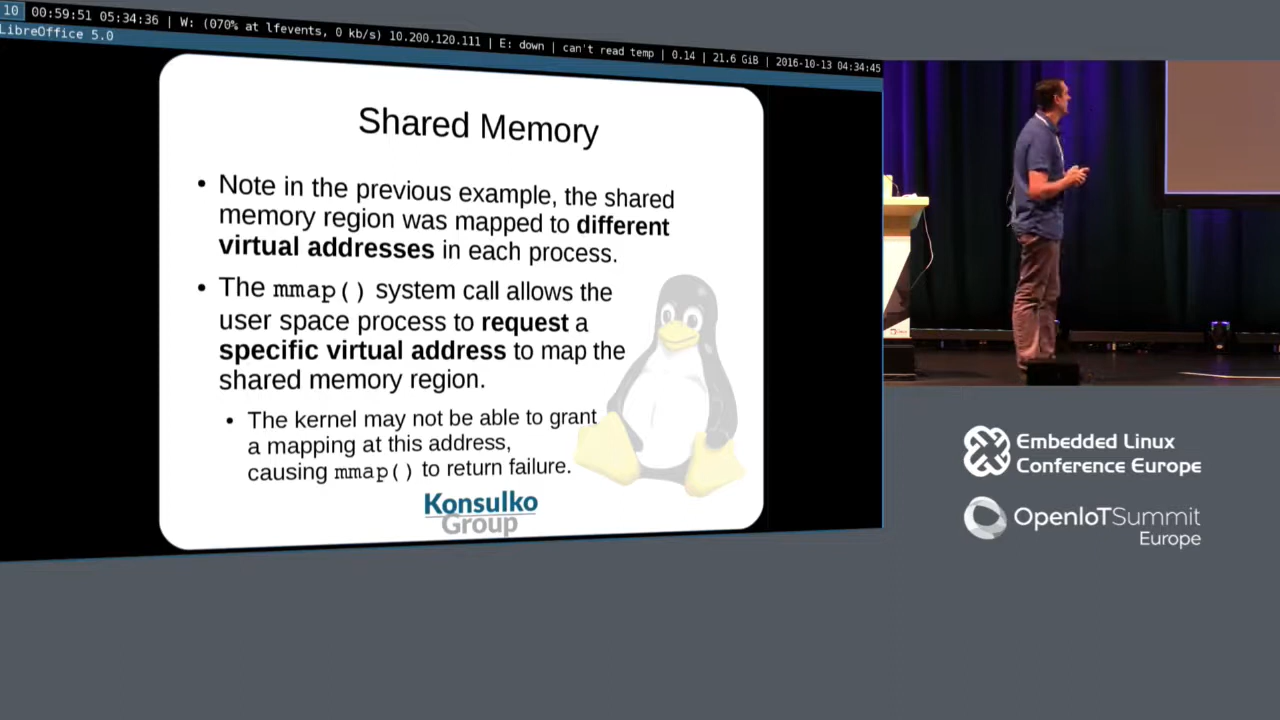 10 00:59:51 05:34:36 | W: (070% at lfevents, 0 kb/s) 10.200.120.111 | E: down | can't read temp | 0.14 | 21.6 GiB | 2016-10-13 04:34:45
LibreOffice 5.0
Shared Memory
• Note in the previous example, the shared
memory region was mapped to different
virtual addresses in each process.
• The mmap() system call allows the
user space process to request a
specific virtual address to map the
shared memory region.
• The kernel may not be able to grant
a mapping at this address,
causing mmap() to return failure.
Konsulko
Group
Embedded Linux
Conference Europe
OpenIoTSummit
Europe